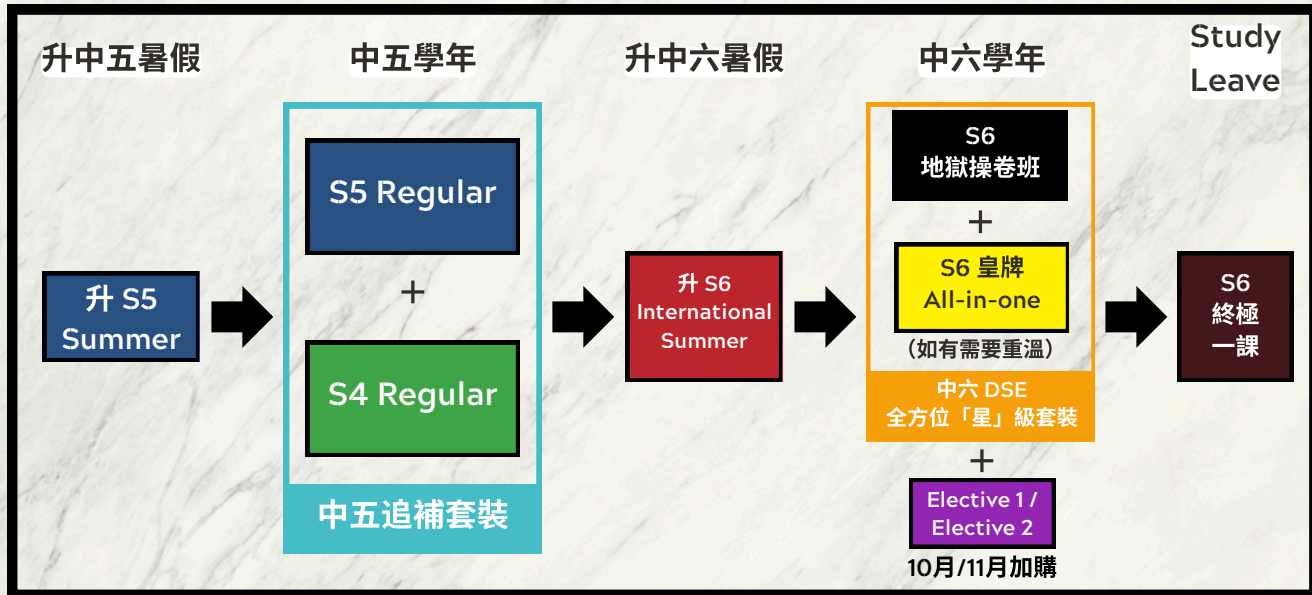 升中五暑假
中五學年
升中六暑假
中六學年
Study
Leave
升 S5
Summer
S5 Regular
+
S4 Regular
中五追補套裝
升 S6
International
Summer
S6
地獄操卷班
+
S6 皇牌
All-in-one
（如有需要重溫）
中六 DSE
全方位「星」級套裝
+
Elective 1 /
Elective 2
10月/11月加購
S6
終極
一課